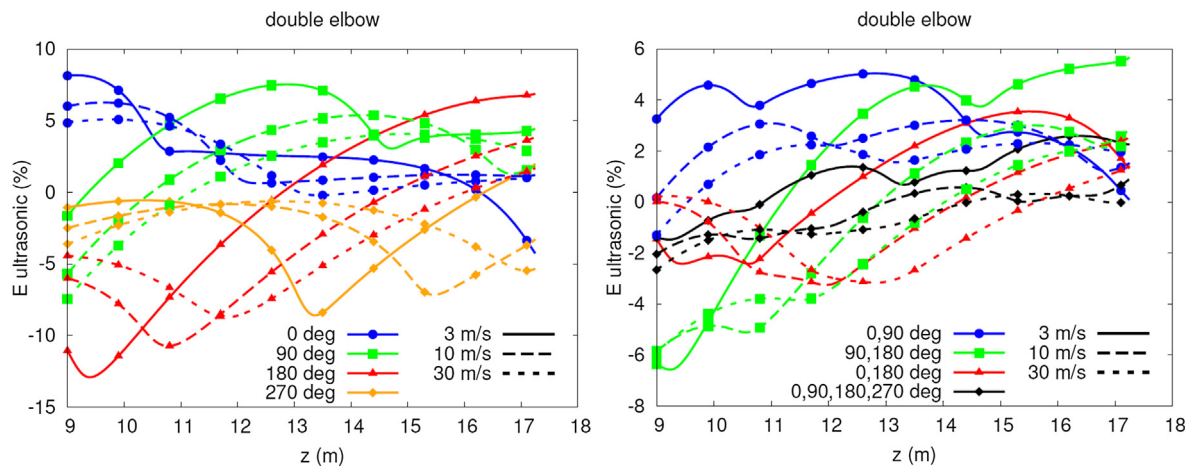 double elbow
10
5
0
-5
-10
-15
E ultrasonic (%)
0 deg
90 deg
180 deg
270 deg
3 m/s
10 m/s
30 m/s
9 10 11 12 13 14 15 16 17 18
z (m)
double elbow
6
4
2
0
-2
-4
-6
-8
E ultrasonic (%)
0,90 deg
90,180 deg
0,180 deg
0,90,180,270 deg
3 m/s
10 m/s
30 m/s
9 10 11 12 13 14 15 16 17 18
z (m)